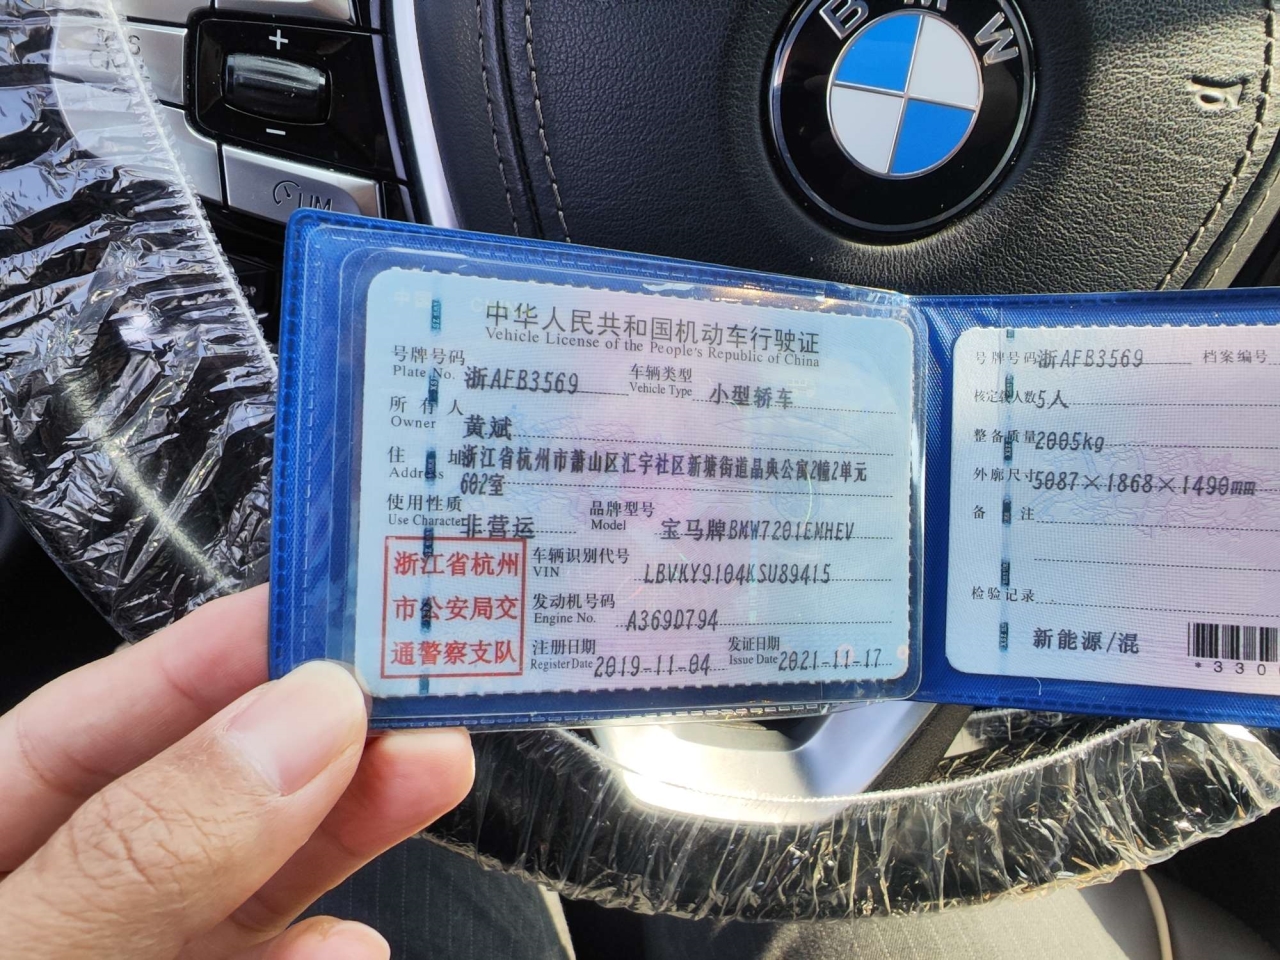 +
−
LIM
BMW
中华人民共和国机动车行驶证
Vehicle License of the People's Republic of China
号牌号码
Plate No.
浙AFB3569
车辆类型
Vehicle Type
小型轿车
所有人
Owner
黄斌
住址
Address
浙江省杭州市萧山区汇宇社区新塘街道晶典公寓2幢2单元
602室
使用性质
Use Character
非营运
品牌型号
Model
宝马牌BMW7201EMHEV
浙江省杭州
市公安局交
通警察支队
车辆识别代号
VIN
LBVKY9104KSU89415
发动机号码
Engine No.
A369D794
注册日期
Register Date
2019-11-04
发证日期
Issue Date
2021-11-17
号牌号码
浙AFB3569
档案编号
核定载人数
5人
整备质量
2005kg
外廓尺寸
5087×1868×1490mm
备注
检验记录
新能源/混
*330